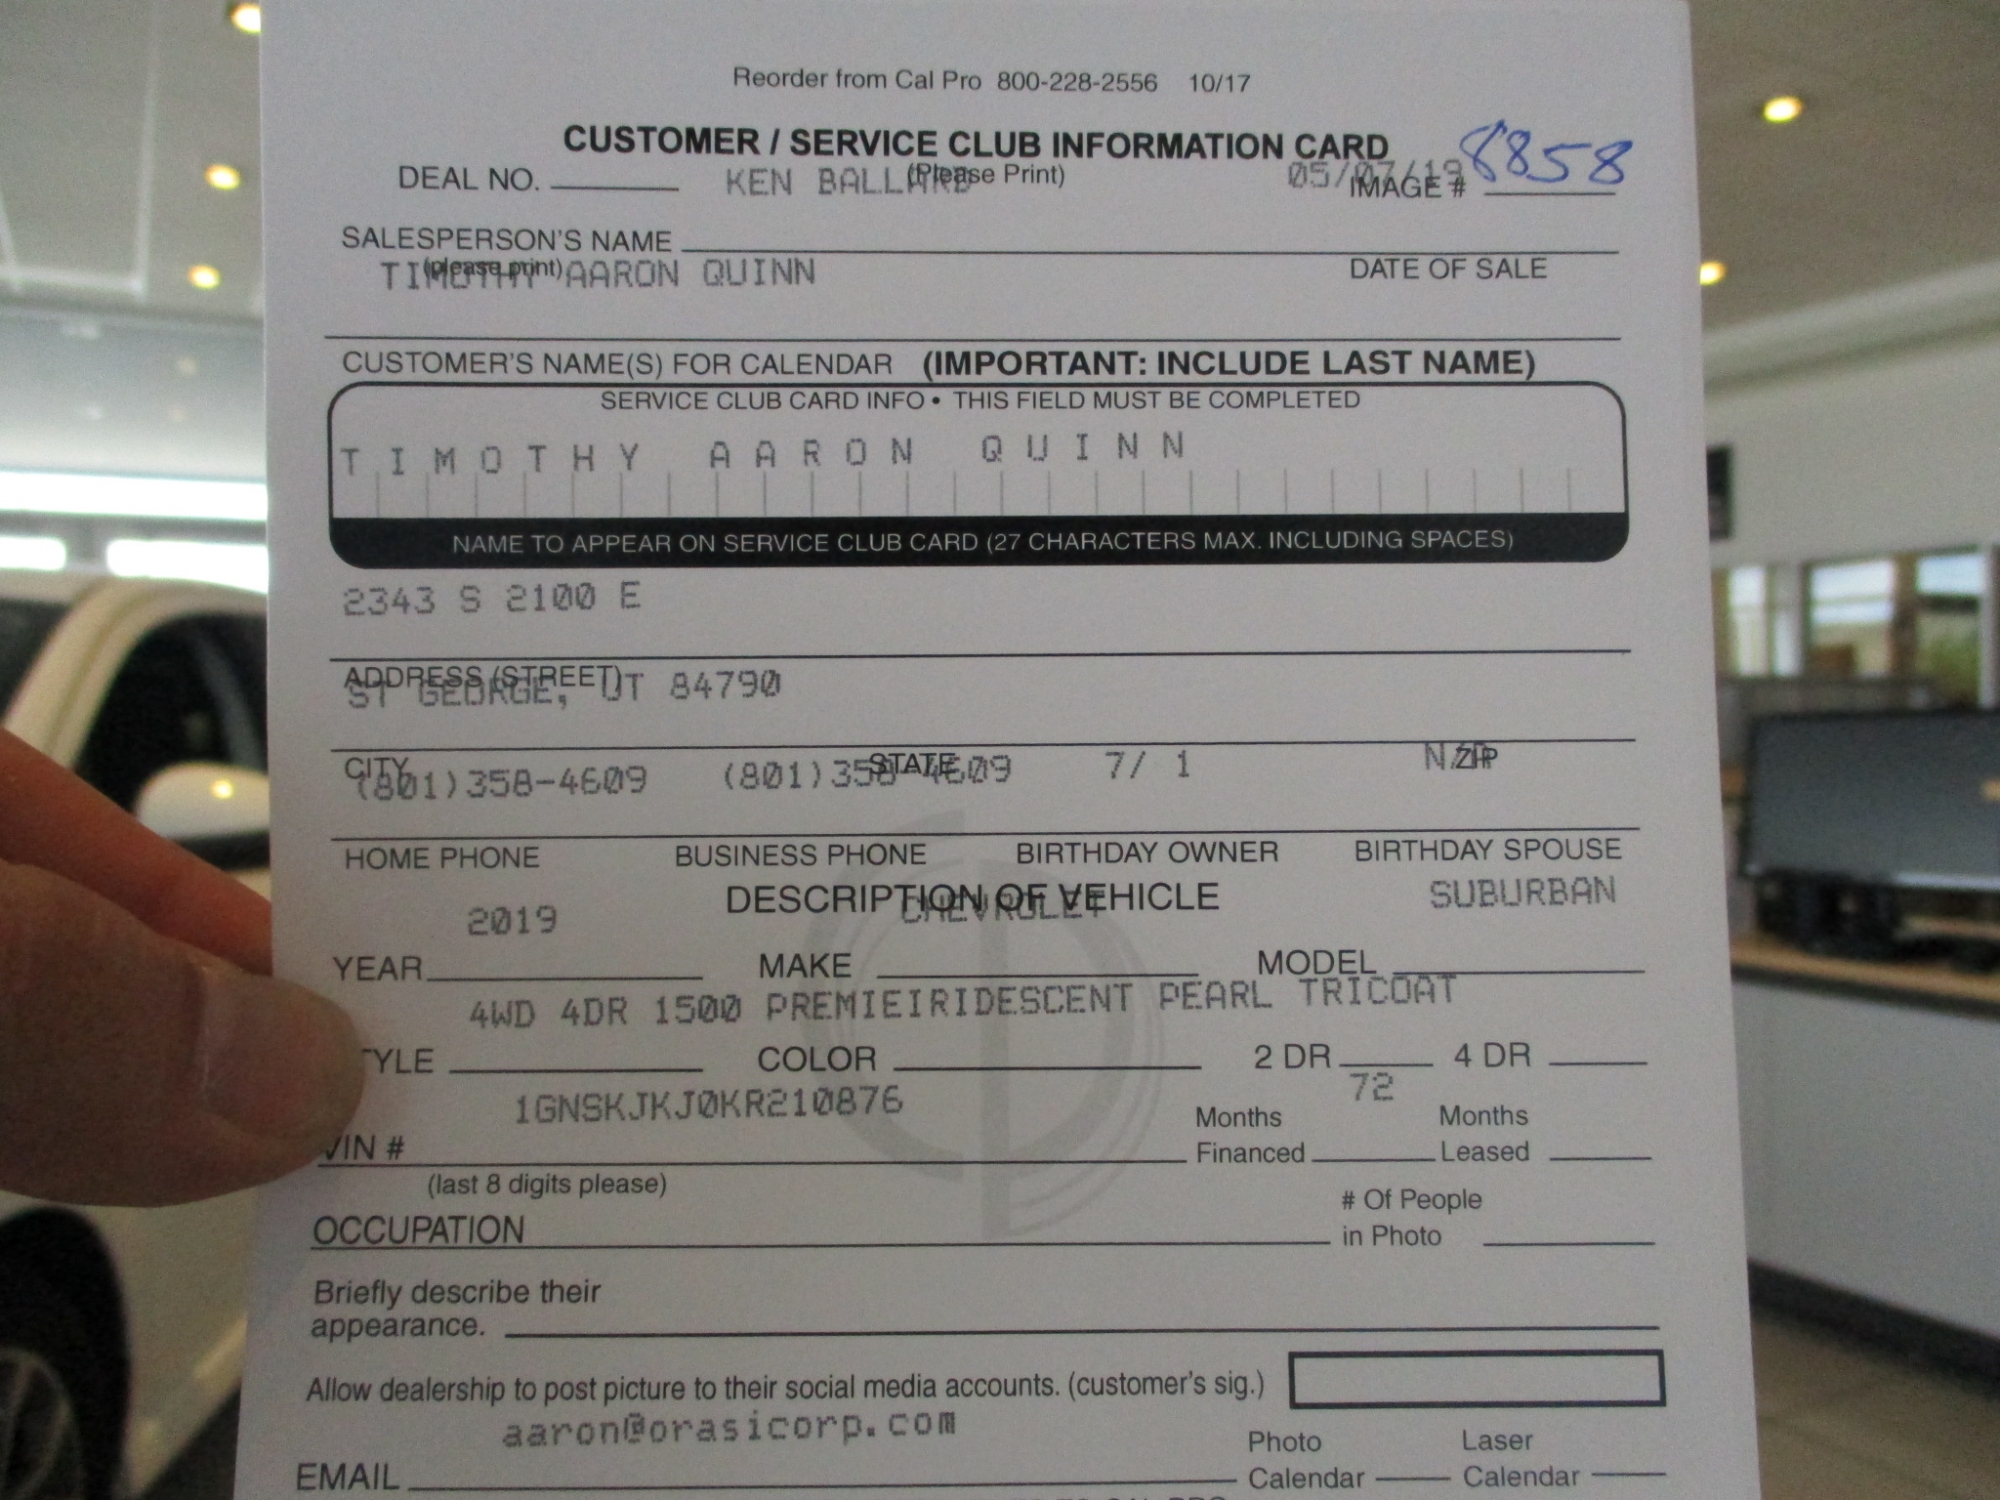 Reorder from Cal Pro 800-228-2556 10/17
CUSTOMER / SERVICE CLUB INFORMATION CARD
(Please Print)
DEAL NO. KEN BALLARD 05/07/19 IMAGE # 8858
SALESPERSON'S NAME
(please print) DATE OF SALE
TIMOTHY AARON QUINN
CUSTOMER'S NAME(S) FOR CALENDAR (IMPORTANT: INCLUDE LAST NAME)
SERVICE CLUB CARD INFO • THIS FIELD MUST BE COMPLETED
TIMOTHY AARON QUINN
NAME TO APPEAR ON SERVICE CLUB CARD (27 CHARACTERS MAX. INCLUDING SPACES)
2343 S 2100 E
ADDRESS (STREET)
ST GEORGE, UT 84790
CITY STATE ZIP
(801)358-4609 (801)358-4609 7/ 1 N/A
HOME PHONE BUSINESS PHONE BIRTHDAY OWNER BIRTHDAY SPOUSE
DESCRIPTION OF VEHICLE
2019 CHEVROLET SUBURBAN
YEAR MAKE MODEL
4WD 4DR 1500 PREMIEIRIDESCENT PEARL TRICOAT
TYLE COLOR 2 DR 4 DR
1GNSKJKJ0KR210876 72
VIN # Months Financed Months Leased
(last 8 digits please)
OCCUPATION # Of People in Photo
Briefly describe their
appearance.
Allow dealership to post picture to their social media accounts. (customer's sig.)
aaron@orasicorp.com
EMAIL Photo Calendar Laser Calendar